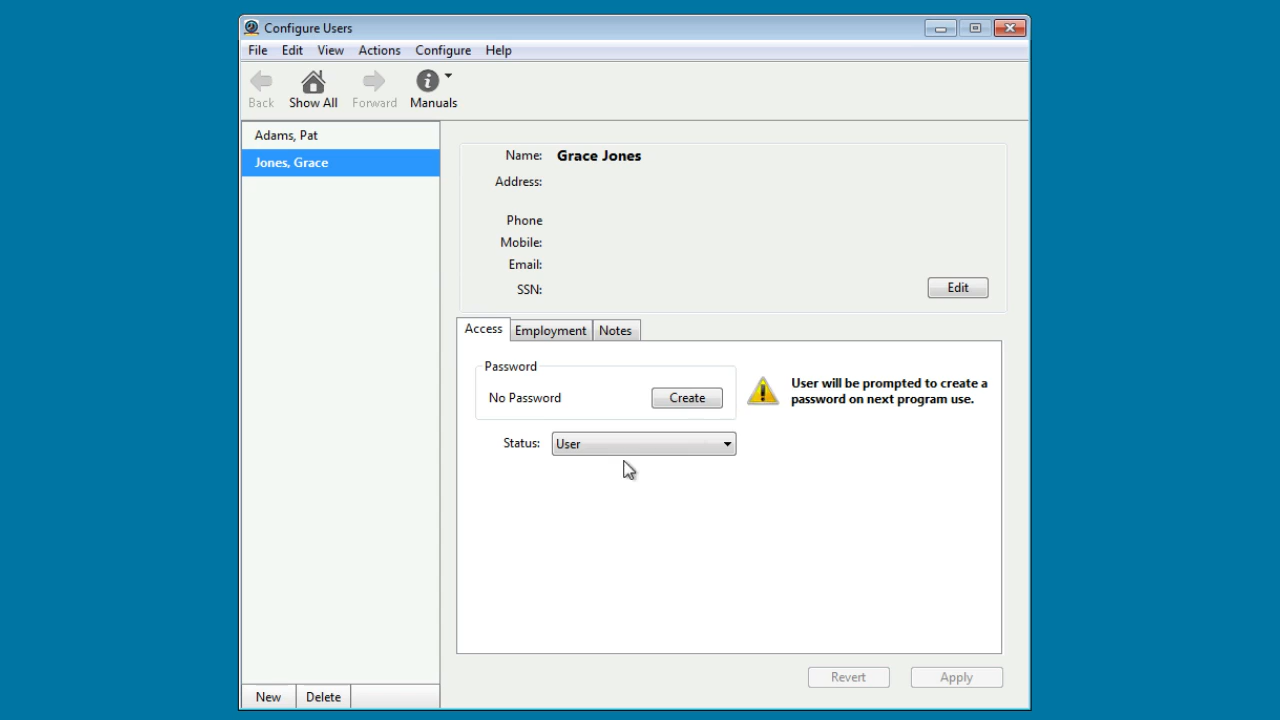 Configure Users
File Edit View Actions Configure Help
Back Show All Forward Manuals
Adams, Pat
Jones, Grace
Name: Grace Jones
Address:
Phone
Mobile:
Email:
SSN:
Edit
Access Employment Notes
Password
No Password Create
User will be prompted to create a
password on next program use.
Status: User
Revert Apply
New Delete